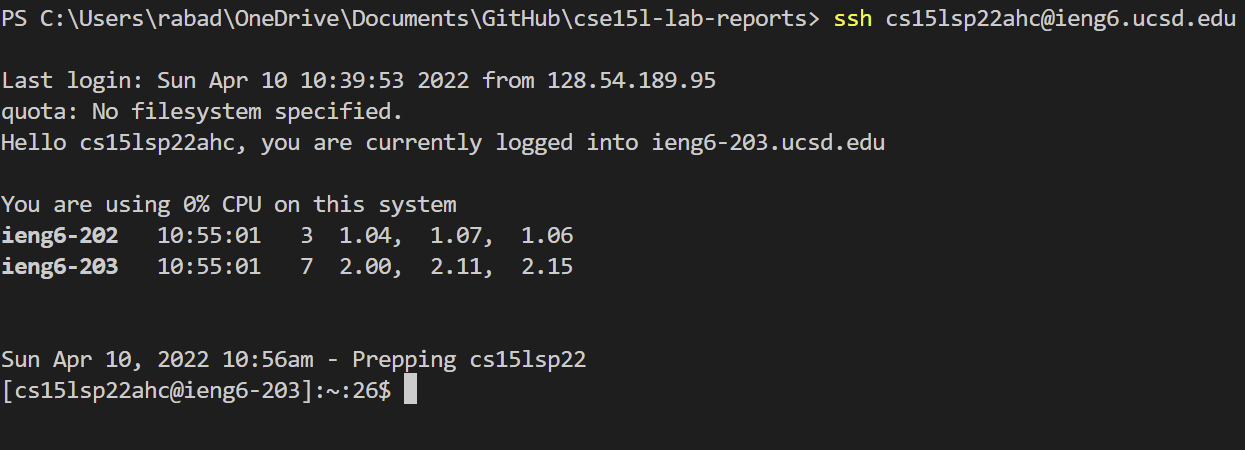 PS C:\Users\rabad\OneDrive\Documents\GitHub\cse15l-lab-reports> ssh cs15lsp22ahc@ieng6.ucsd.edu
Last login: Sun Apr 10 10:39:53 2022 from 128.54.189.95
quota: No filesystem specified.
Hello cs15lsp22ahc, you are currently logged into ieng6-203.ucsd.edu
You are using 0% CPU on this system
ieng6-202   10:55:01   3  1.04,  1.07,  1.06
ieng6-203   10:55:01   7  2.00,  2.11,  2.15
Sun Apr 10, 2022 10:56am - Prepping cs15lsp22
[cs15lsp22ahc@ieng6-203]:~:26$